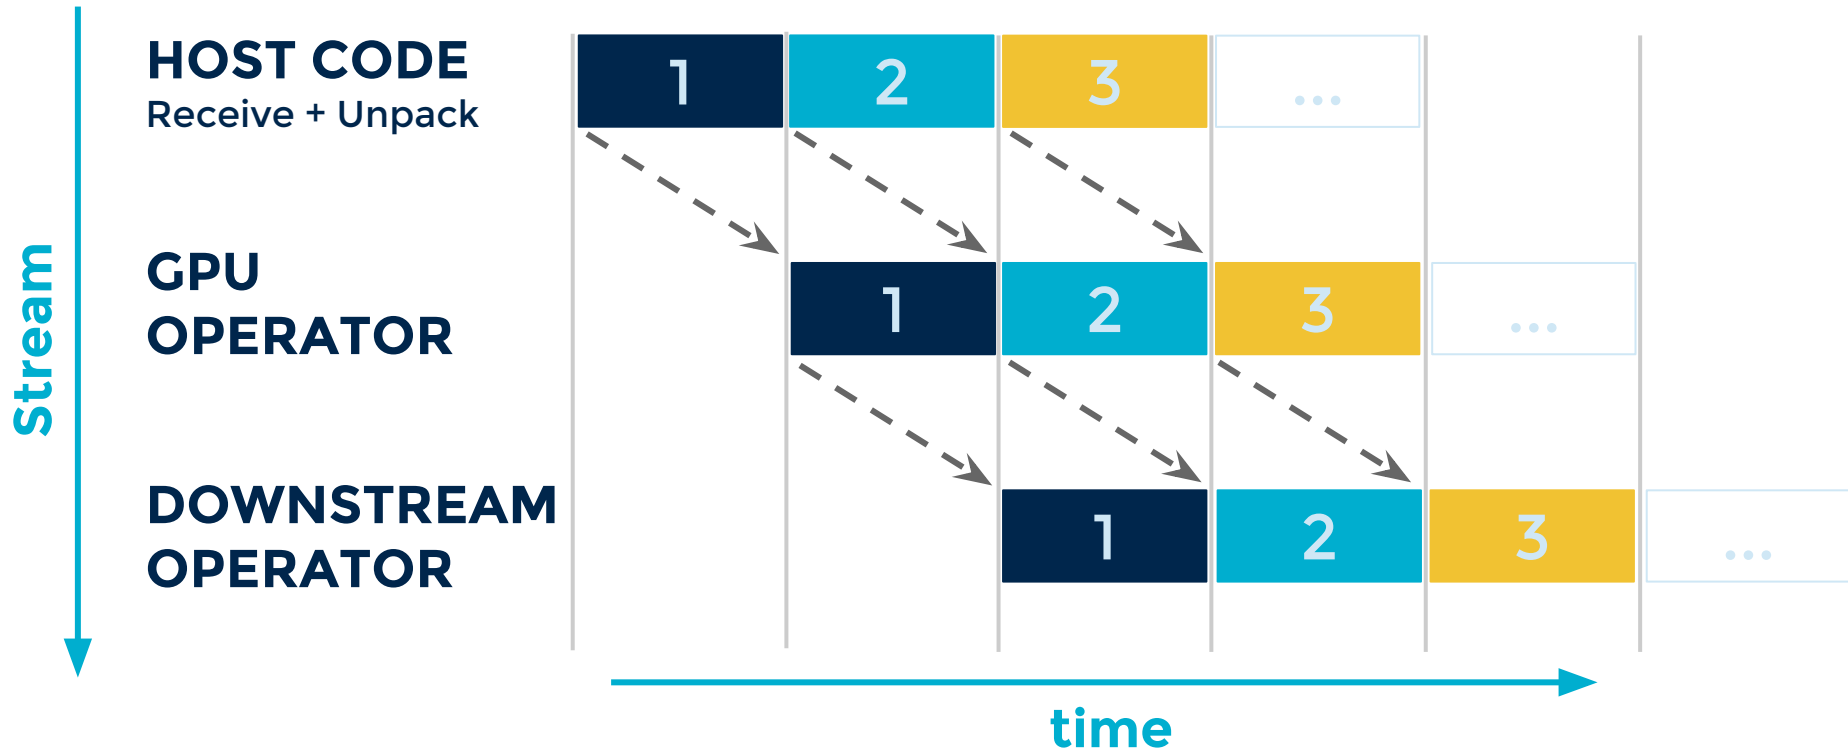 HOST CODE
Receive + Unpack
1 2 3 ...
GPU
OPERATOR
1 2 3 ...
DOWNSTREAM
OPERATOR
1 2 3 ...
Stream
time